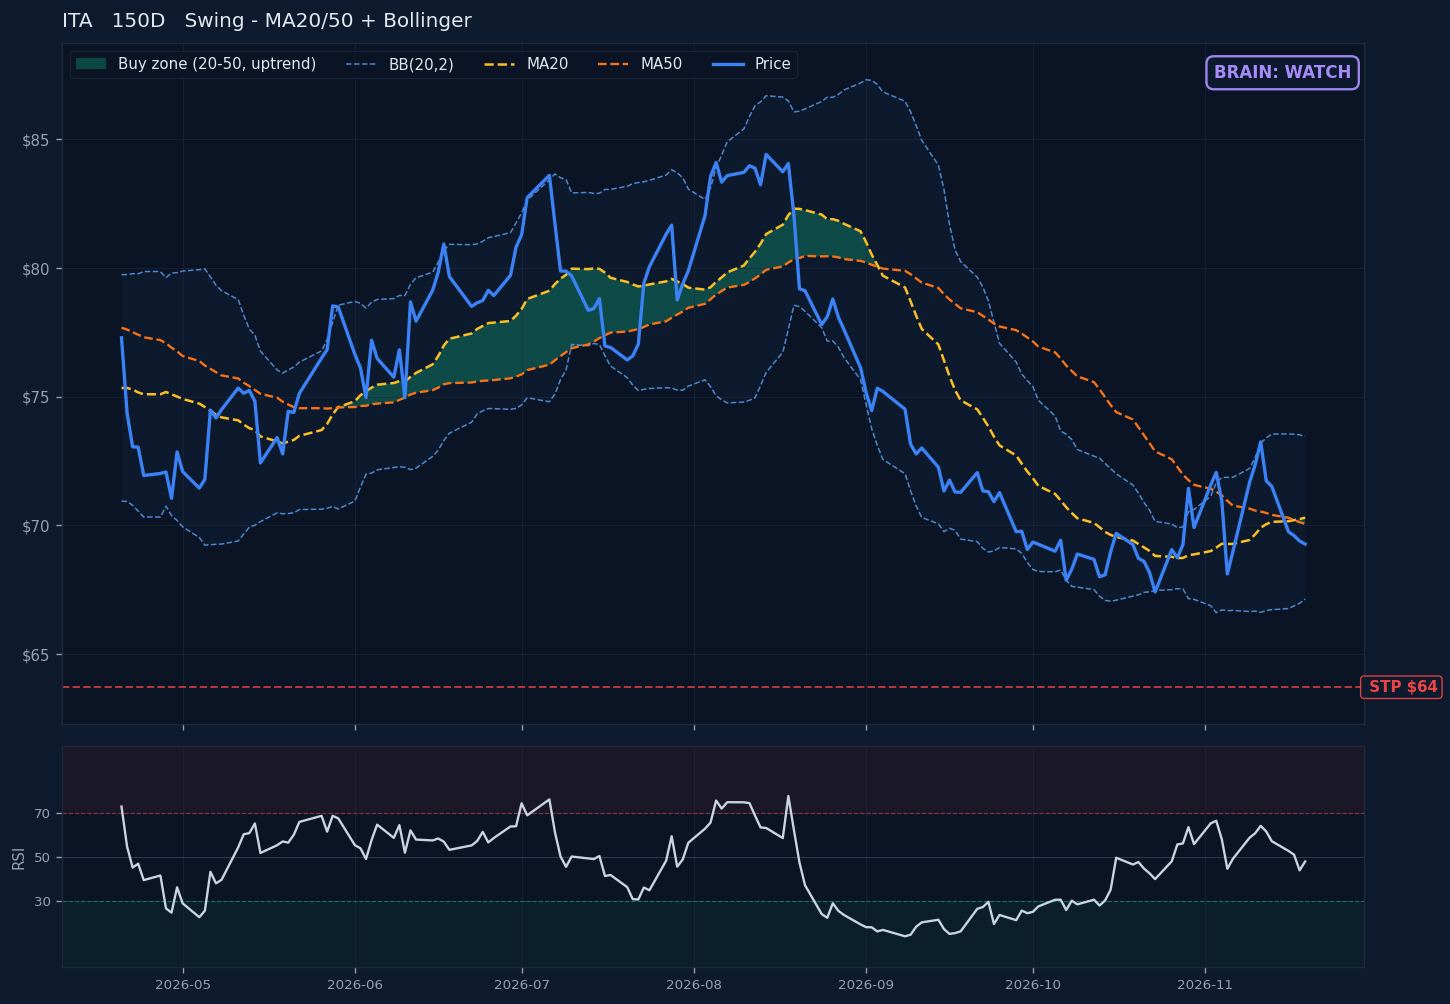 ITA   150D   Swing - MA20/50 + Bollinger
Buy zone (20-50, uptrend)   BB(20,2)   MA20   MA50   Price
BRAIN: WATCH
$85
$80
$75
$70
$65
STP $64
RSI
70
50
30
2026-05   2026-06   2026-07   2026-08   2026-09   2026-10   2026-11